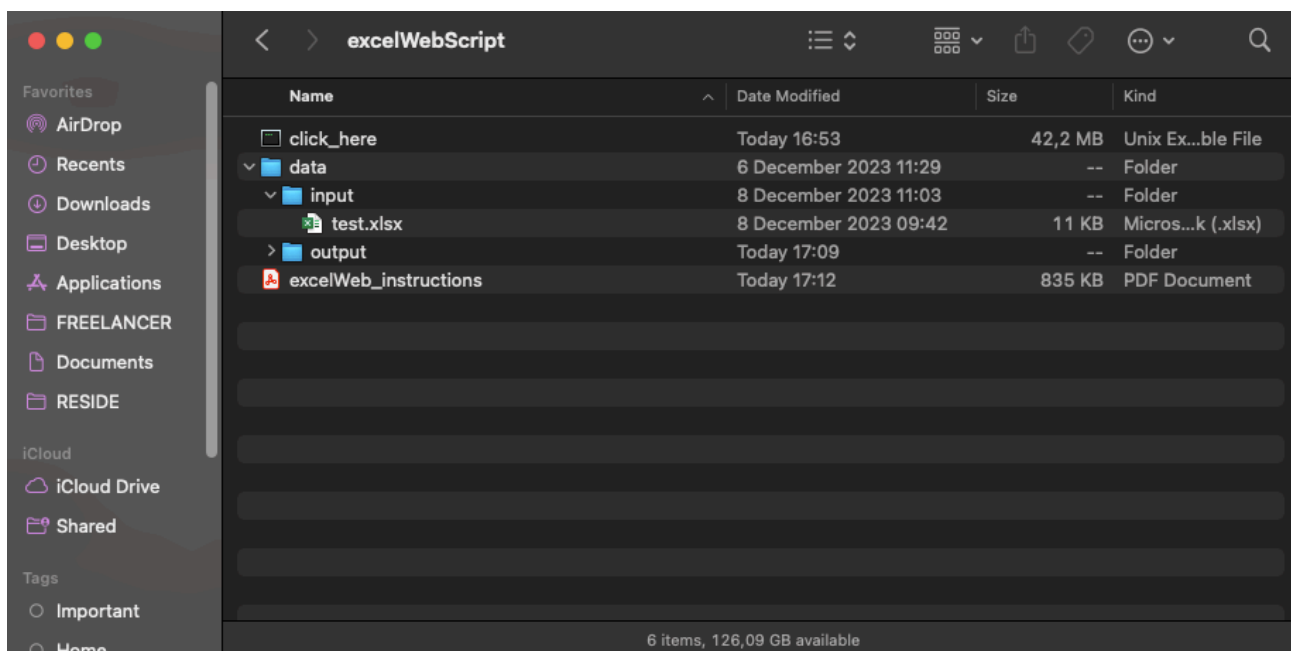 excelWebScript
Favorites
AirDrop
Recents
Downloads
Desktop
Applications
FREELANCER
Documents
RESIDE
iCloud
iCloud Drive
Shared
Tags
Important
Home
Name Date Modified Size Kind
click_here Today 16:53 42,2 MB Unix Ex...ble File
data 6 December 2023 11:29 -- Folder
input 8 December 2023 11:03 -- Folder
test.xlsx 8 December 2023 09:42 11 KB Micros...k (.xlsx)
output Today 17:09 -- Folder
excelWeb_instructions Today 17:12 835 KB PDF Document
6 items, 126,09 GB available